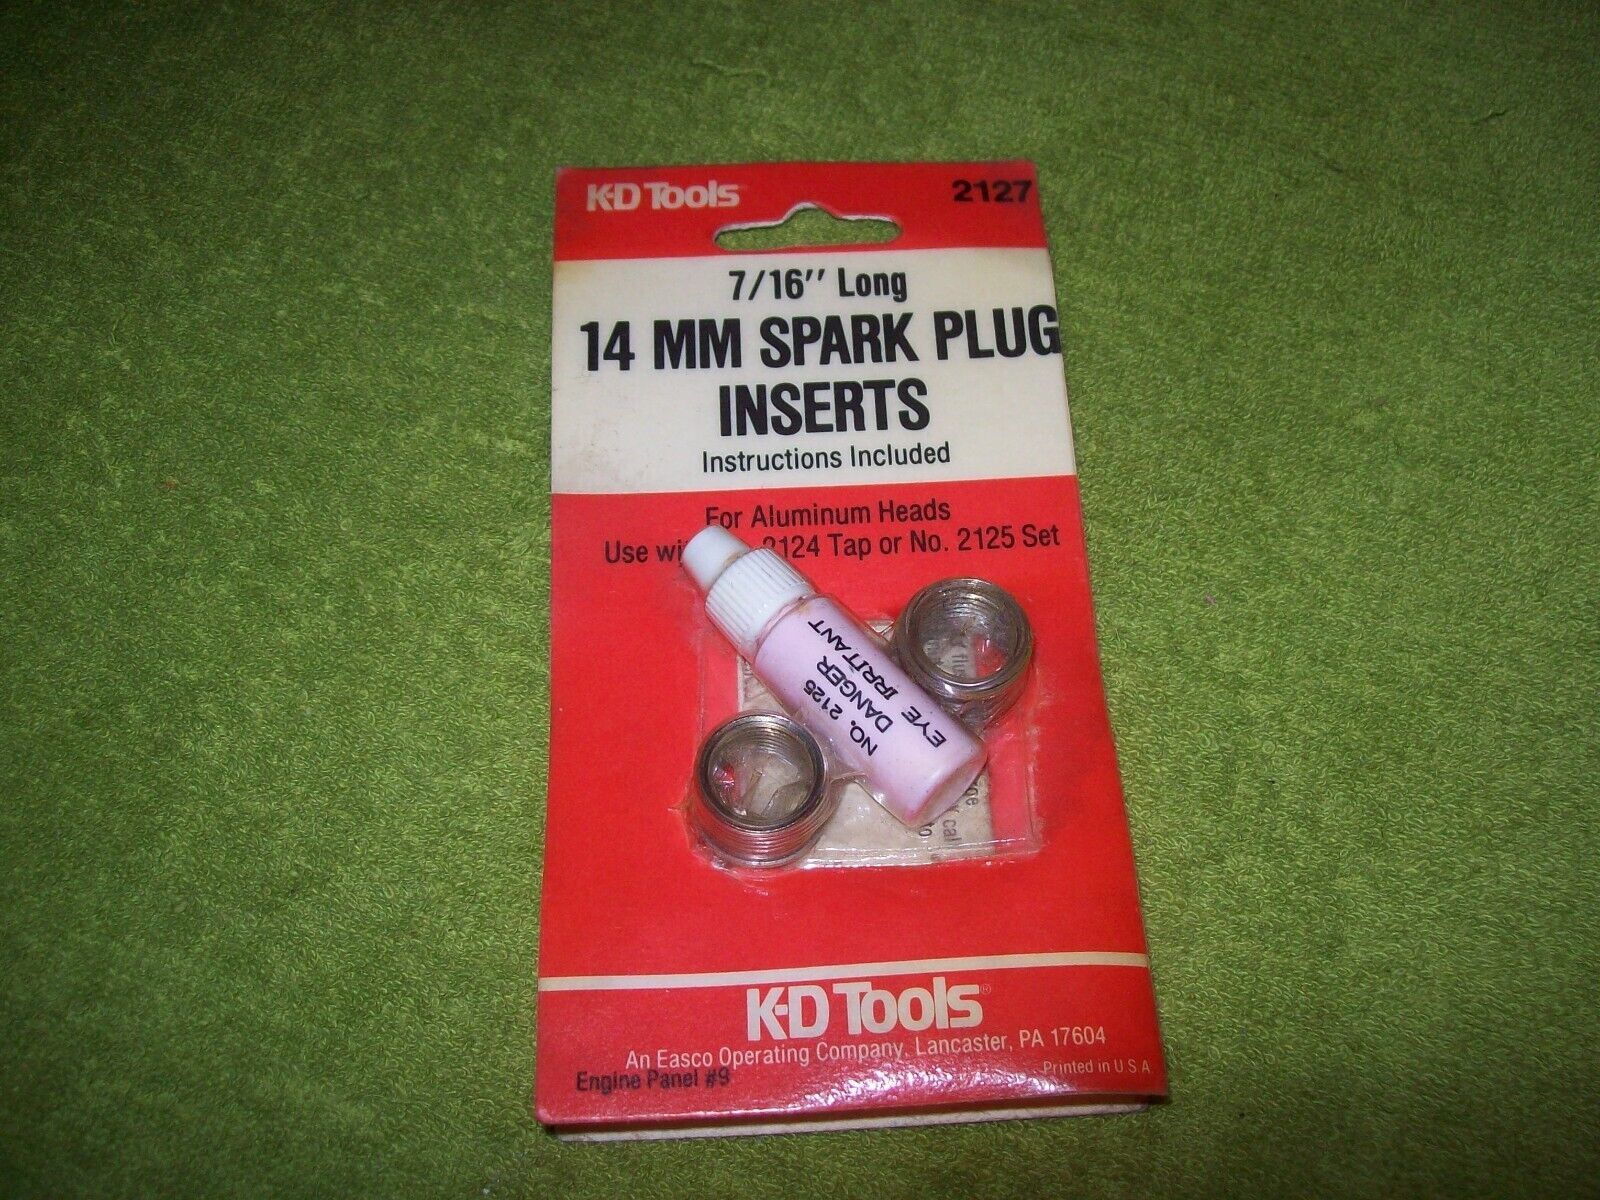 K-D Tools 2127
7/16'' Long
14 MM SPARK PLUG
INSERTS
Instructions Included
For Aluminum Heads
Use 2124 Tap or No. 2125 Set
NO. 2125
DANGER
EYE IRRITANT
K-D Tools®
An Easco Operating Company, Lancaster, PA 17604
Engine Panel #9
Printed in U S A